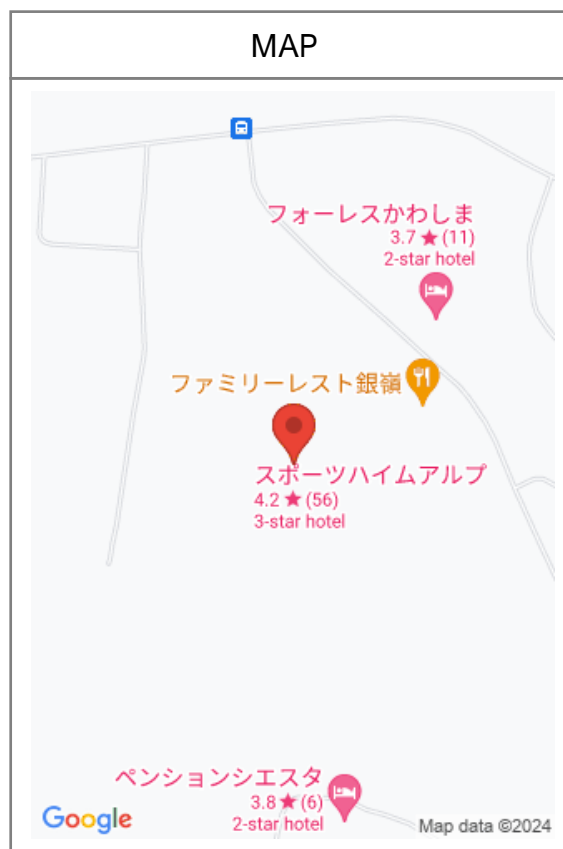 MAP
フォーレスかわしま
3.7 ★ (11)
2-star hotel
ファミリーレスト銀嶺
スポーツハイムアルプ
4.2 ★ (56)
3-star hotel
ペンションシエスタ
3.8 ★ (6)
2-star hotel
Google
Map data ©2024